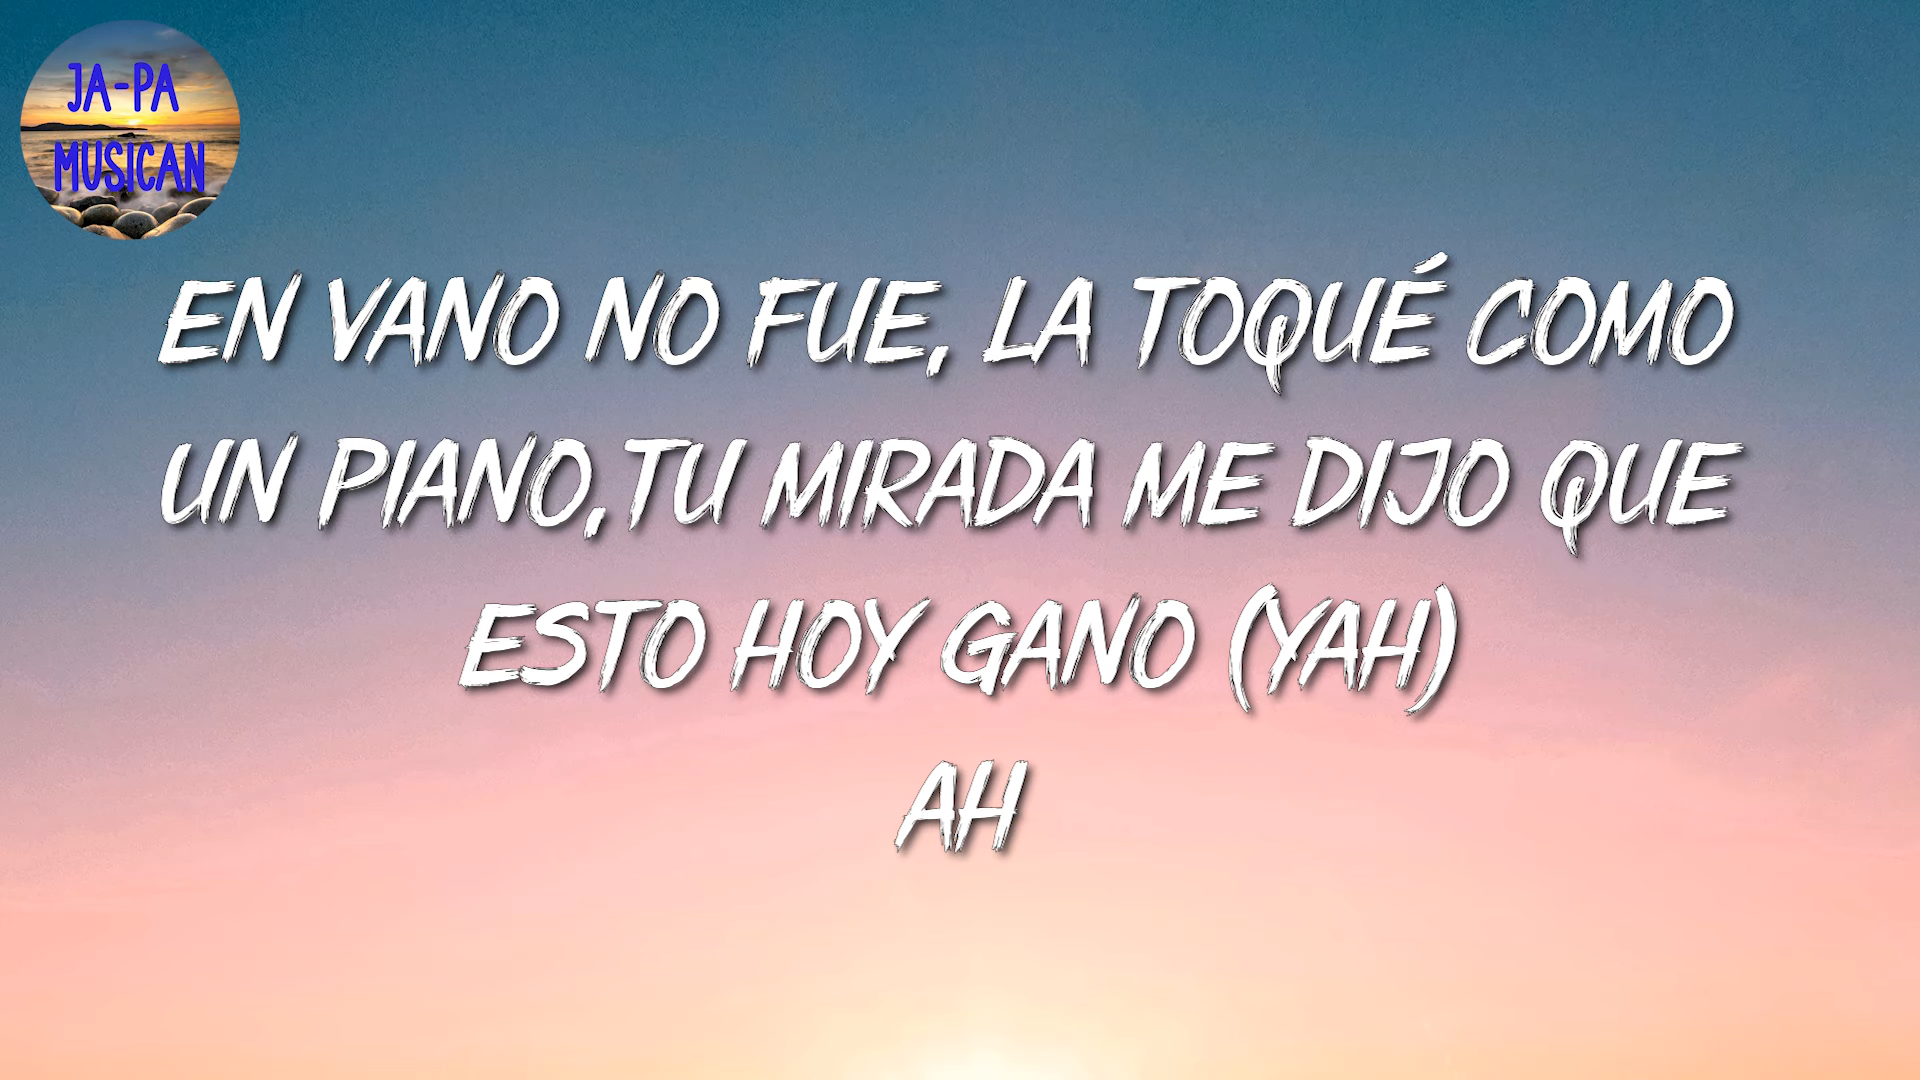 JA-PA
MUSICAN
EN VANO NO FUE, LA TOQUÉ COMO
UN PIANO,TU MIRADA ME DIJO QUE
ESTO HOY GANO (YAH)
AH